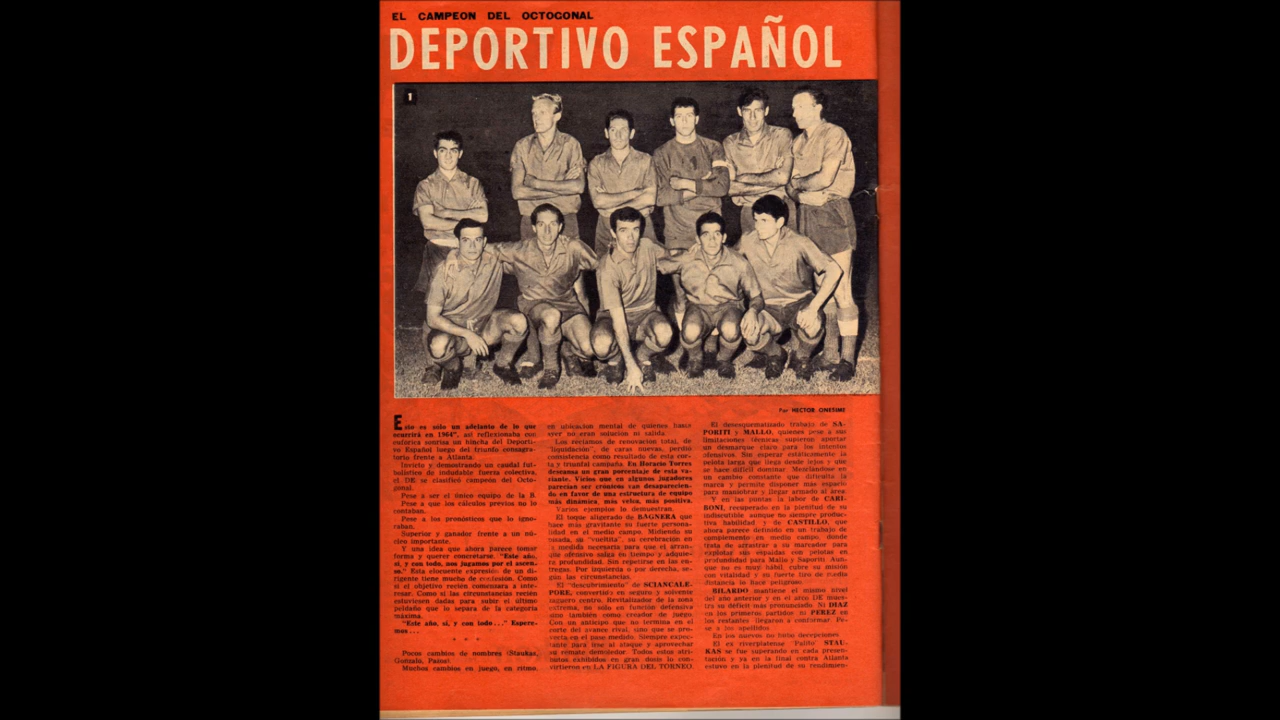 EL CAMPEON DEL OCTOGONAL
DEPORTIVO ESPAÑOL
1
Por HECTOR ONESIME
Esto es sólo un adelanto de lo que
ocurrirá en 1964", así reflexionaba con
eufórica sonrisa un hincha del Deporti-
vo Español luego del triunfo consagra-
torio frente a Atlanta.
Invicto y demostrando un caudal fut-
bolístico de indudable fuerza colectiva,
el DE se clasificó campeón del Octo-
gonal.
Pese a ser el único equipo de la B.
Pese a que los cálculos previos no lo
contaban.
Pese a los pronósticos que lo igno-
raban.
Superior y ganador frente a un nú-
cleo importante.
Y una idea que ahora parece tomar
forma y querer concretarse. "Este año,
sí, y con todo, nos jugamos por el ascen-
so." Esta elocuente expresión de un di-
rigente tiene mucho de confesión. Como
si el objetivo recién comenzara a inte-
resar. Como si las circunstancias recién
estuviesen dadas para subir el último
peldaño que lo separa de la categoría
máxima.
"Este año, sí, y con todo..." Espere-
mos...
* * *
Pocos cambios de nombres (Staukas,
Gonzalo, Pazos).
Muchos cambios en juego, en ritmo,
en ubicación mental de quienes hasta
ayer no eran solución ni salida.
Los reclamos de renovación total, de
"liquidación", de caras nuevas, perdió
consistencia como resultado de esta cor-
ta y triunfal campaña. En Horacio Torres
descansa un gran porcentaje de esta va-
riante. Vicios que en algunos jugadores
parecían ser crónicos van desaparecien-
do en favor de una estructura de equipo
más dinámica, más veloz, más positiva.
Varios ejemplos lo demuestran.
El toque aligerado de BAGNERA que
hace más gravitante su fuerte persona-
lidad en el medio campo. Midiendo su
pisada, su "vueltita", su cerebración en
la medida necesaria para que el arran-
que ofensivo salga en tiempo y adquie-
ra profundidad. Sin repetirse en las en-
tregas. Por izquierda o por derecha, se-
gún las circunstancias.
El "descubrimiento" de SCIANCALE-
PORE, convertido en seguro y solvente
zaguero centro. Revitalizador de la zona
extrema, no sólo en función defensiva
sino también como creador de juego.
Con un anticipo que no termina en el
corte del avance rival, sino que se pro-
yecta en el pase medido. Siempre expec-
tante para irse al ataque y aprovechar
su remate demoledor. Todos estos atri-
butos exhibidos en gran dosis lo con-
virtieron en LA FIGURA DEL TORNEO.
El desesquematizado trabajo de SA-
PORITI y MALLO, quienes pese a sus
limitaciones técnicas supieron aportar
un desmarque claro para los intentos
ofensivos. Sin esperar estáticamente la
pelota larga que llega desde lejos y que
se hace difícil dominar. Mezclándose en
un cambio constante que dificulta la
marca y permite disponer más espacio
para maniobrar y llegar armado al área.
Y en las puntas la labor de CARI-
BONI, recuperado en la plenitud de su
indiscutible aunque no siempre produc-
tiva habilidad y de CASTILLO, que
ahora parece definido en un trabajo de
complemento en medio campo, donde
trata de arrastrar a su marcador para
explotar sus espaldas con pelotas en
profundidad para Mallo y Saporiti. Aun-
que no es muy hábil, cubre su misión
con vitalidad y su fuerte tiro de media
distancia lo hace peligroso.
BILARDO mantiene el mismo nivel
del año anterior y en el arco DE mues-
tra su déficit más pronunciado. Ni DIAZ
en los primeros partidos ni PEREZ en
los restantes llegaron a conformar. Pe-
se a los apellidos.
En los nuevos no hubo decepciones.
El ex riverplatense "Palito" STAU-
KAS se fue superando en cada presen-
tación y ya en la final contra Atlanta
estuvo en la plenitud de su rendimien-